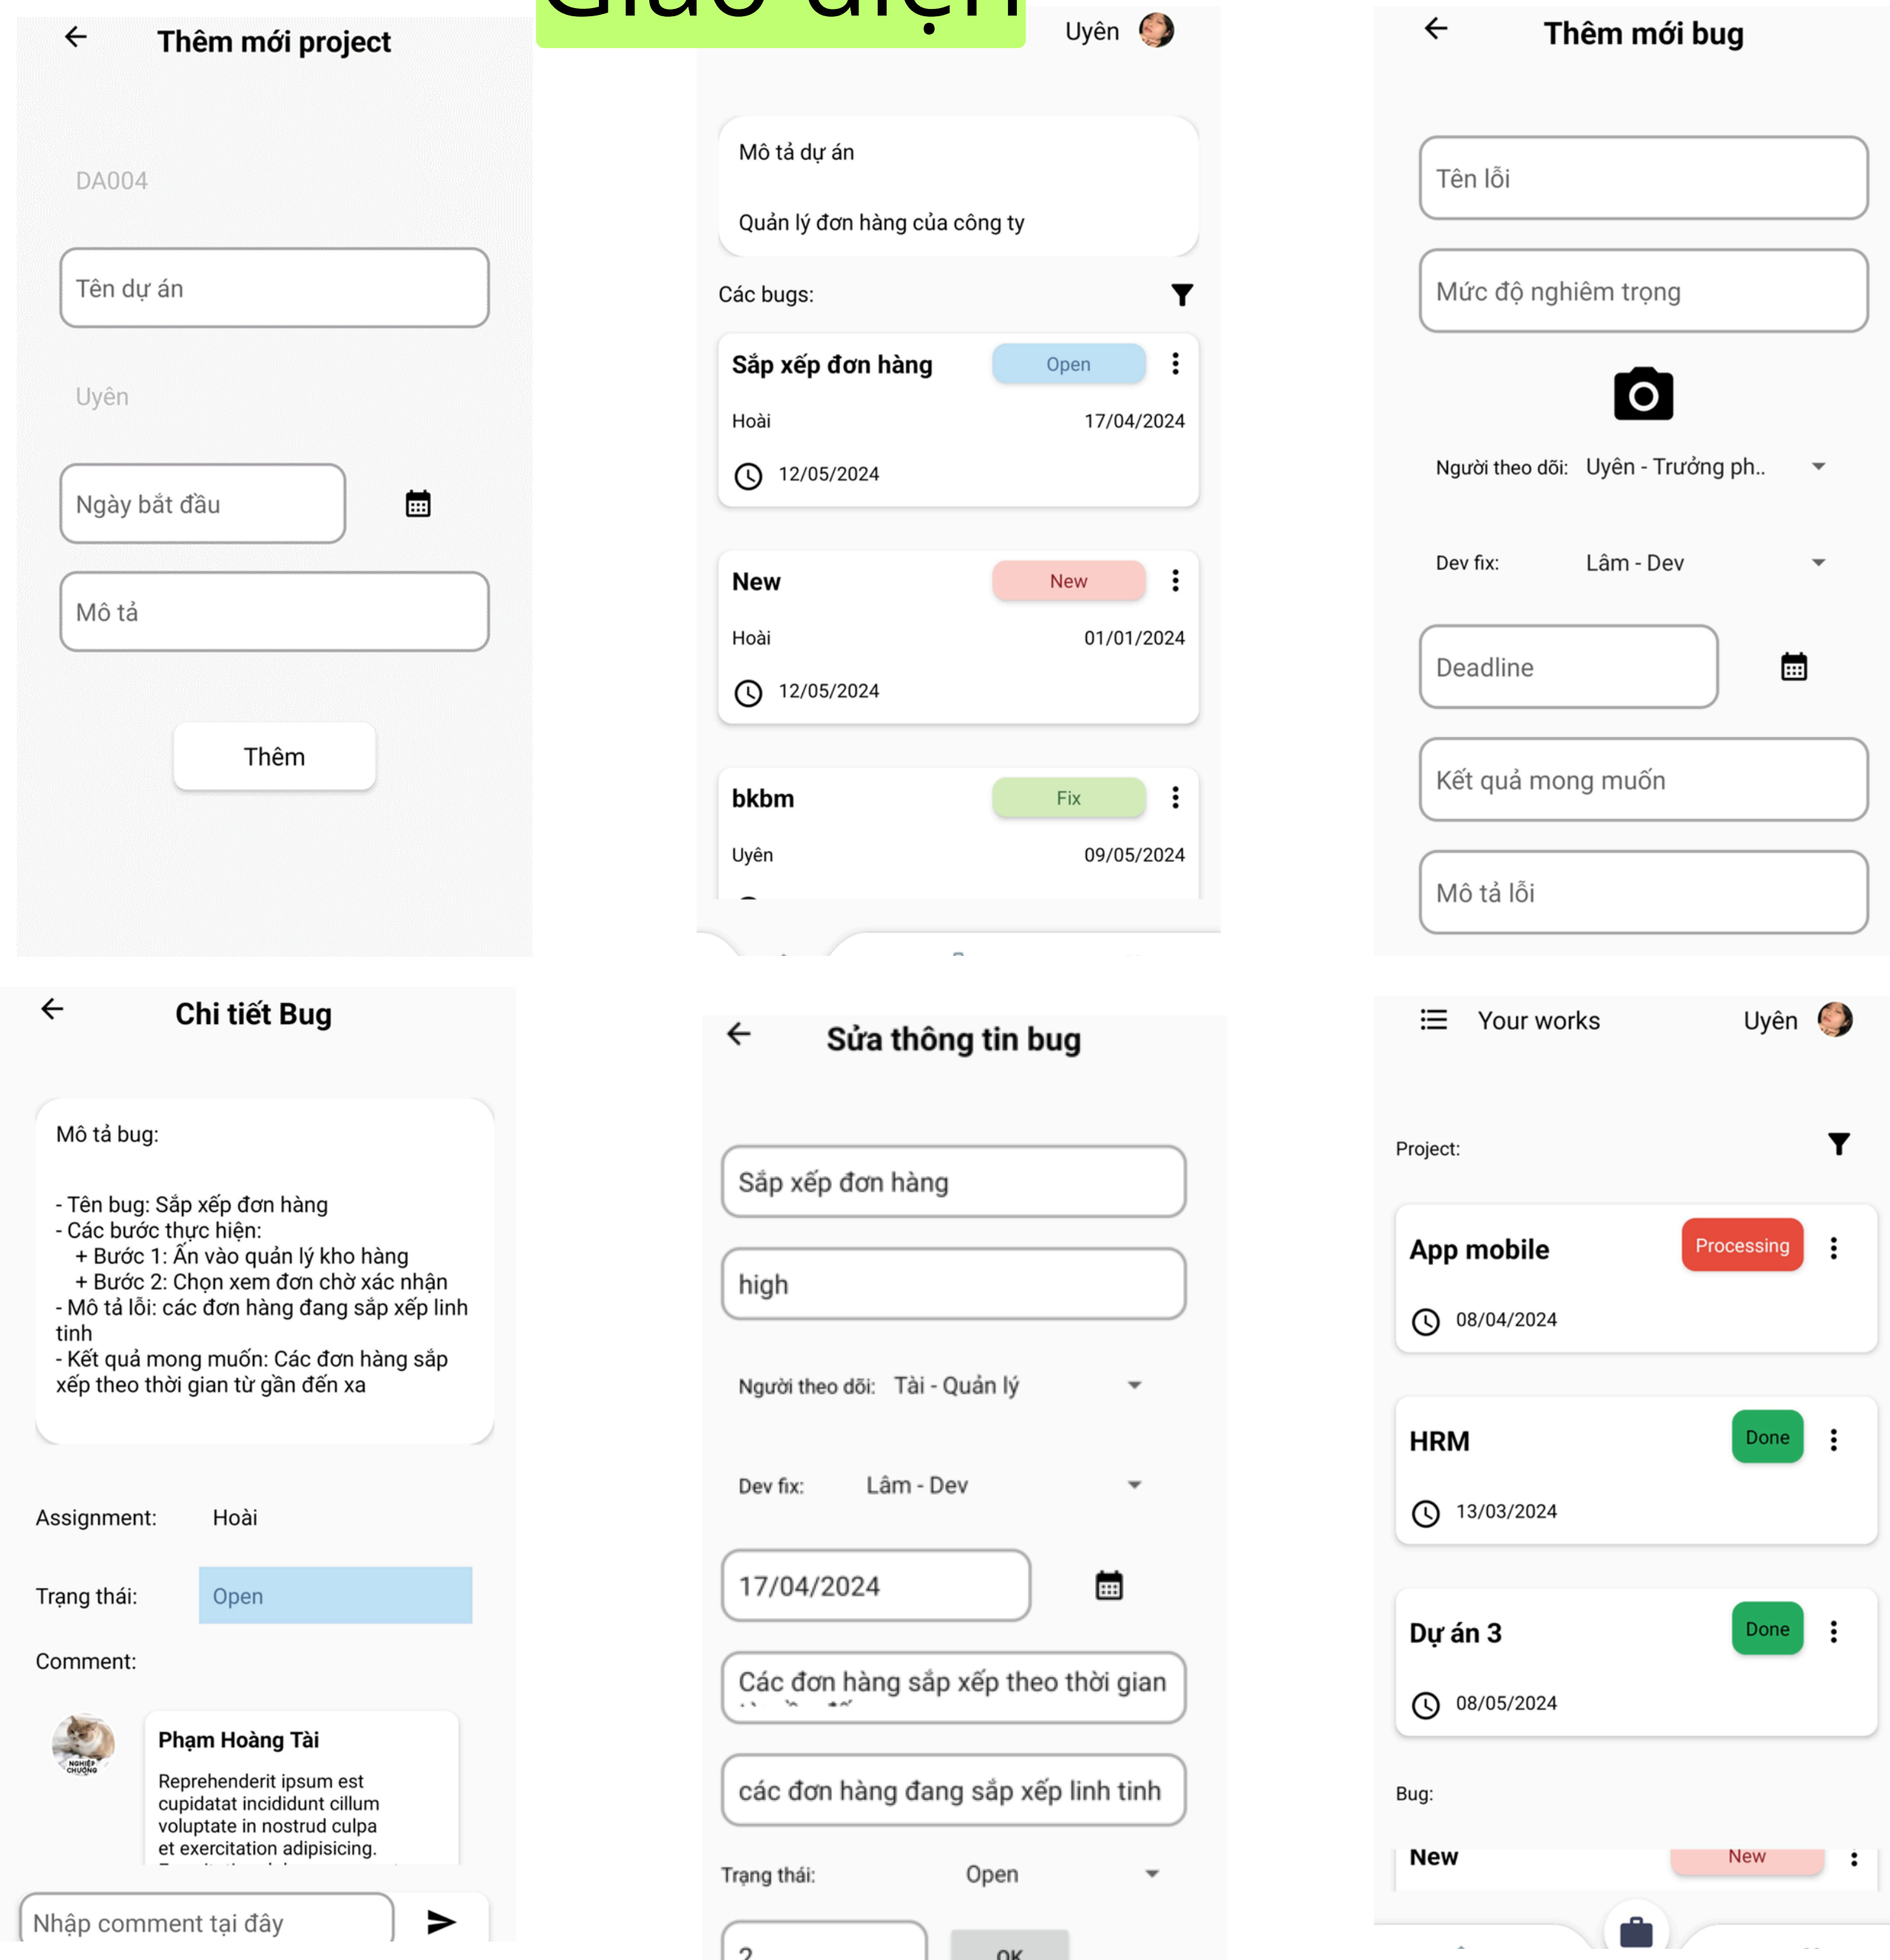 Giao diện
Thêm mới project
DA004
Tên dự án
Uyên
Ngày bắt đầu
Mô tả
Thêm
Uyên
Mô tả dự án
Quản lý đơn hàng của công ty
Các bugs:
Sắp xếp đơn hàng
Open
Hoài
17/04/2024
12/05/2024
New
New
Hoài
01/01/2024
12/05/2024
bkbm
Fix
Uyên
09/05/2024
Thêm mới bug
Tên lỗi
Mức độ nghiêm trọng
Người theo dõi: Uyên - Trưởng ph..
Dev fix: Lâm - Dev
Deadline
Kết quả mong muốn
Mô tả lỗi
Chi tiết Bug
Mô tả bug:
- Tên bug: Sắp xếp đơn hàng
- Các bước thực hiện:
+ Bước 1: Ấn vào quản lý kho hàng
+ Bước 2: Chọn xem đơn chờ xác nhận
- Mô tả lỗi: các đơn hàng đang sắp xếp linh
tinh
- Kết quả mong muốn: Các đơn hàng sắp
xếp theo thời gian từ gần đến xa
Assignment: Hoài
Trạng thái: Open
Comment:
NGHIỆP
CHƯỚNG
Phạm Hoàng Tài
Reprehenderit ipsum est
cupidatat incididunt cillum
voluptate in nostrud culpa
et exercitation adipisicing.
Nhập comment tại đây
Sửa thông tin bug
Sắp xếp đơn hàng
high
Người theo dõi: Tài - Quản lý
Dev fix: Lâm - Dev
17/04/2024
Các đơn hàng sắp xếp theo thời gian
các đơn hàng đang sắp xếp linh tinh
Trạng thái: Open
2
OK
Your works
Uyên
Project:
App mobile
Processing
08/04/2024
HRM
Done
13/03/2024
Dự án 3
Done
08/05/2024
Bug:
New
New